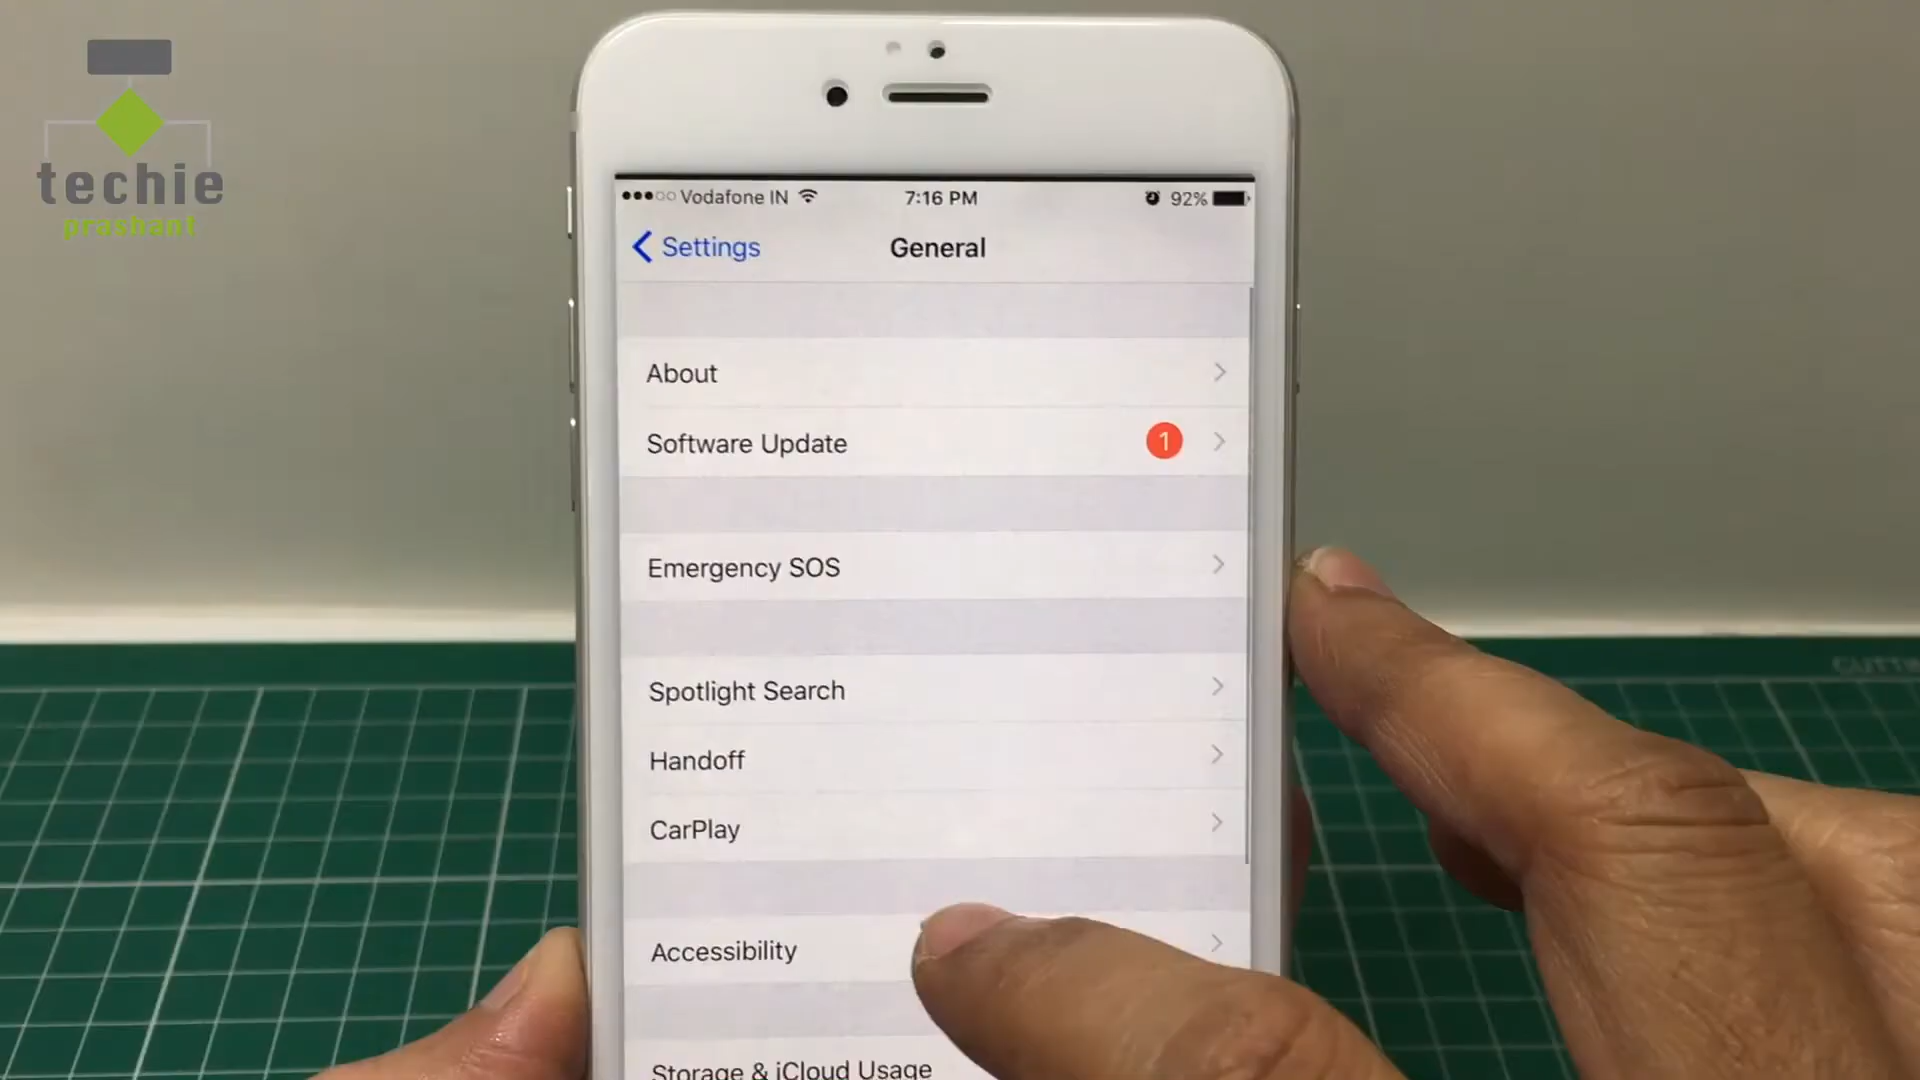 techie
prashant
Vodafone IN
7:16 PM
92%
Settings
General
About
Software Update
1
Emergency SOS
Spotlight Search
Handoff
CarPlay
Accessibility
Storage & iCloud Usage